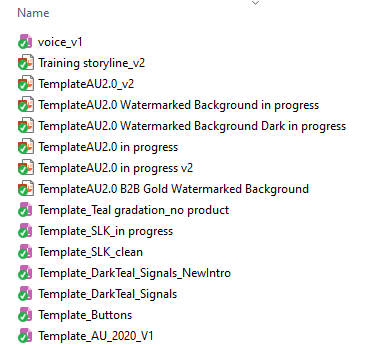 Name
voice_v1
Training storyline_v2
TemplateAU2.0_v2
TemplateAU2.0 Watermarked Background in progress
TemplateAU2.0 Watermarked Background Dark in progress
TemplateAU2.0 in progress
TemplateAU2.0 in progress v2
TemplateAU2.0 B2B Gold Watermarked Background
Template_Teal gradation_no product
Template_SLK_in progress
Template_SLK_clean
Template_DarkTeal_Signals_NewIntro
Template_DarkTeal_Signals
Template_Buttons
Template_AU_2020_V1